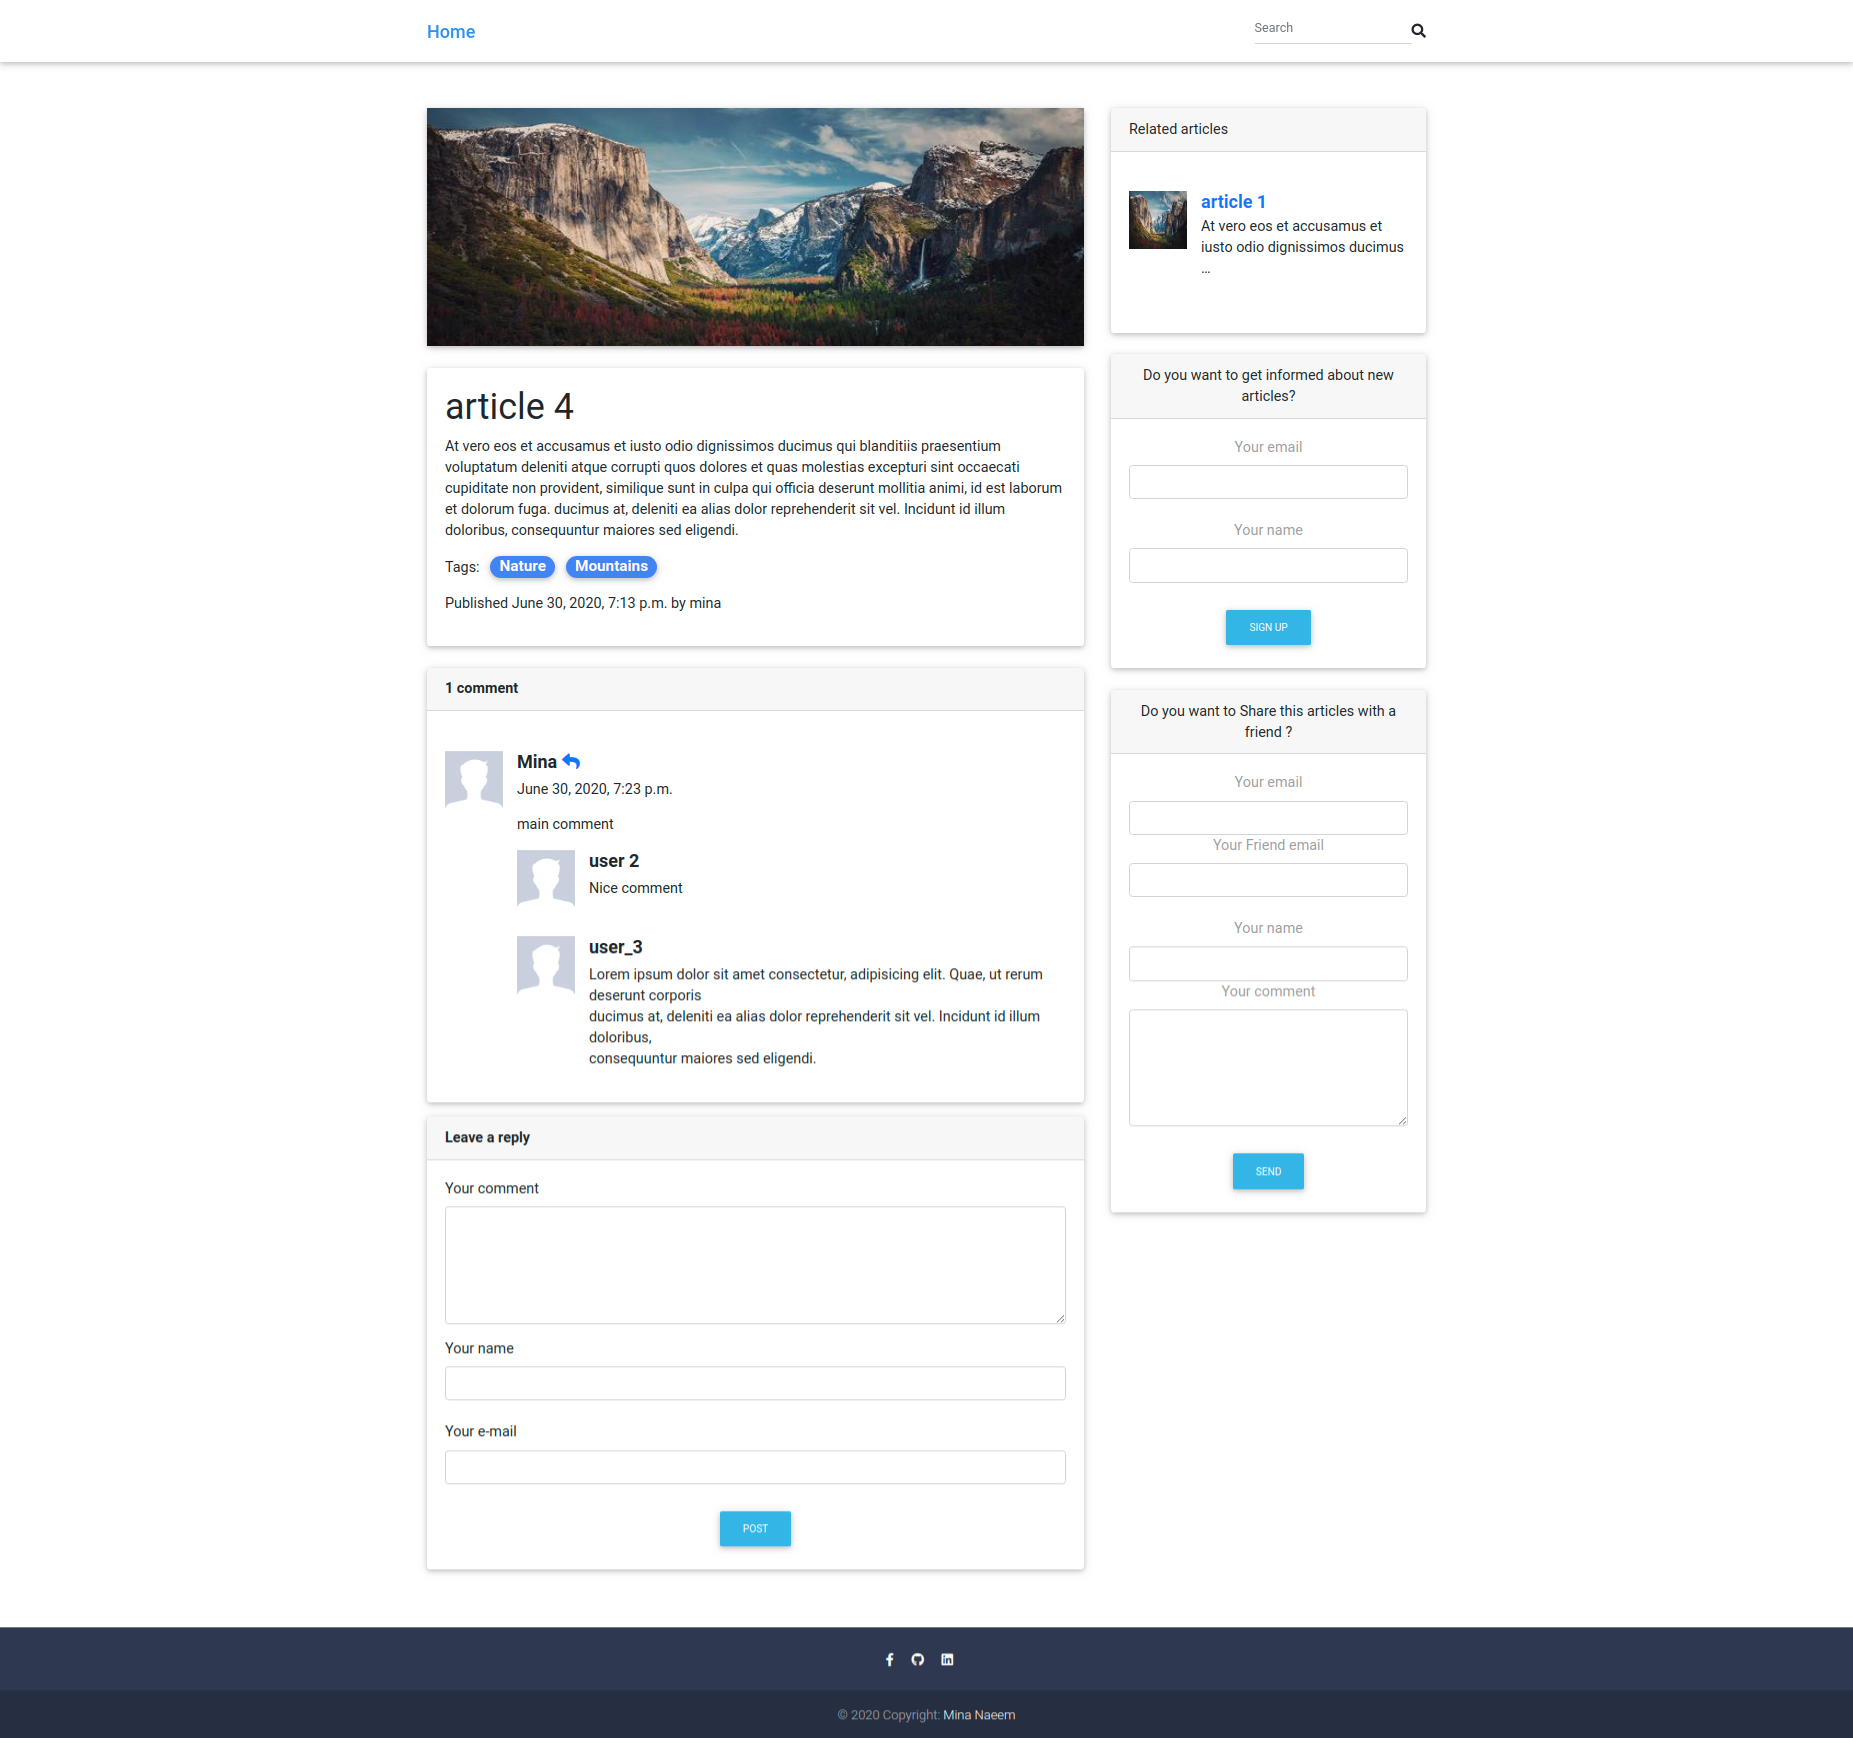 Home
Search
article 4
At vero eos et accusamus et iusto odio dignissimos ducimus qui blanditiis praesentium
voluptatum deleniti atque corrupti quos dolores et quas molestias excepturi sint occaecati
cupiditate non provident, similique sunt in culpa qui officia deserunt mollitia animi, id est laborum
et dolorum fuga. ducimus at, deleniti ea alias dolor reprehenderit sit vel. Incidunt id illum
doloribus, consequuntur maiores sed eligendi.
Tags: Nature Mountains
Published June 30, 2020, 7:13 p.m. by mina
1 comment
Mina
June 30, 2020, 7:23 p.m.
main comment
user 2
Nice comment
user_3
Lorem ipsum dolor sit amet consectetur, adipisicing elit. Quae, ut rerum
deserunt corporis
ducimus at, deleniti ea alias dolor reprehenderit sit vel. Incidunt id illum
doloribus,
consequuntur maiores sed eligendi.
Leave a reply
Your comment
Your name
Your e-mail
POST
Related articles
article 1
At vero eos et accusamus et
iusto odio dignissimos ducimus
...
Do you want to get informed about new
articles?
Your email
Your name
SIGN UP
Do you want to Share this articles with a
friend ?
Your email
Your Friend email
Your name
Your comment
SEND
© 2020 Copyright: Mina Naeem